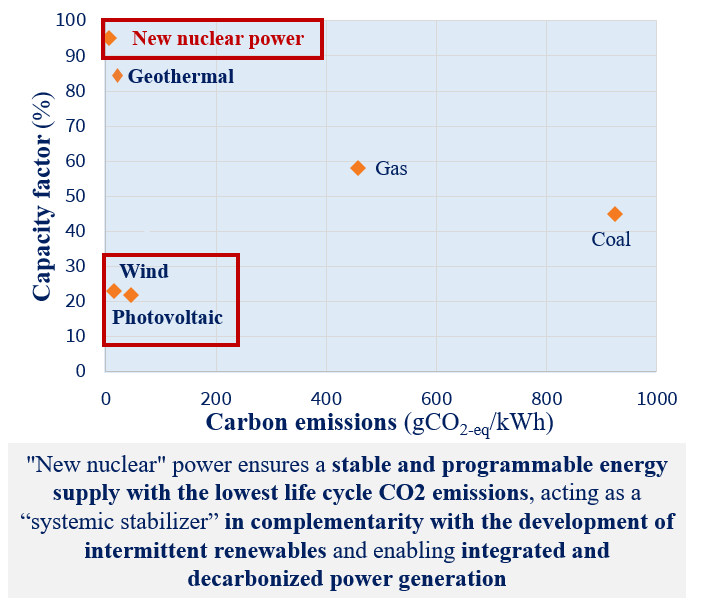 100
90
80
70
60
50
40
30
20
10
0
Capacity factor (%)
New nuclear power
Geothermal
Gas
Coal
Wind
Photovoltaic
0 200 400 600 800 1000
Carbon emissions (gCO2-eq/kWh)
"New nuclear" power ensures a stable and programmable energy
supply with the lowest life cycle CO2 emissions, acting as a
“systemic stabilizer” in complementarity with the development of
intermittent renewables and enabling integrated and
decarbonized power generation